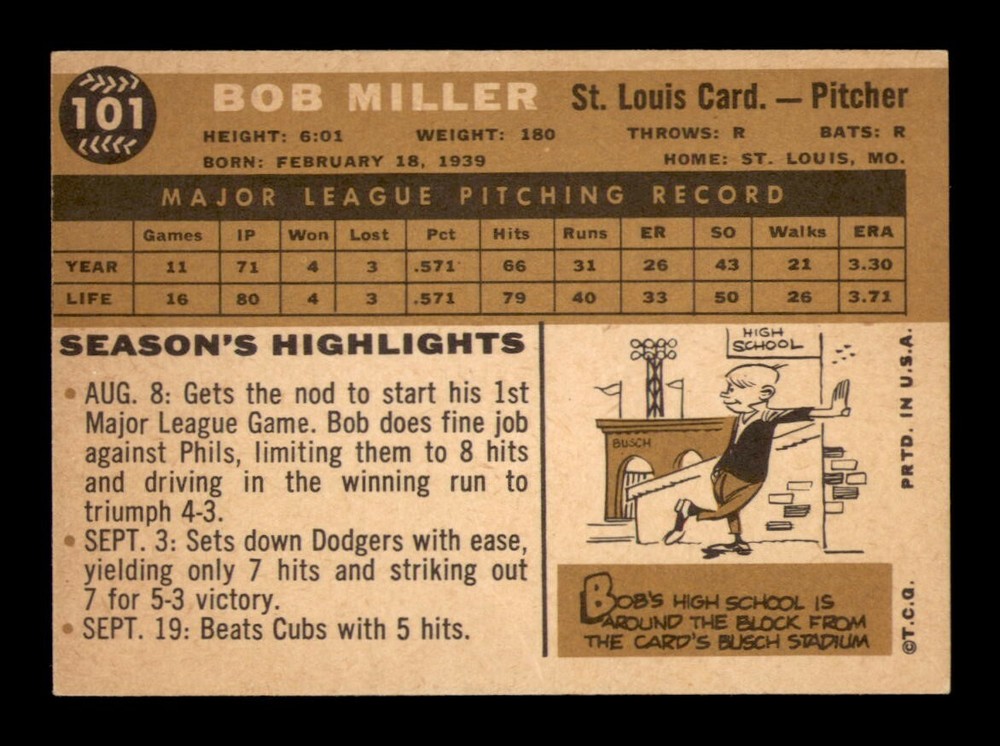 101
BOB MILLER St. Louis Card. — Pitcher
HEIGHT: 6:01 WEIGHT: 180 THROWS: R BATS: R
BORN: FEBRUARY 18, 1939 HOME: ST. LOUIS, MO.
MAJOR LEAGUE PITCHING RECORD
Games IP Won Lost Pct Hits Runs ER SO Walks ERA
YEAR 11 71 4 3 .571 66 31 26 43 21 3.30
LIFE 16 80 4 3 .571 79 40 33 50 26 3.71
SEASON'S HIGHLIGHTS
• AUG. 8: Gets the nod to start his 1st
Major League Game. Bob does fine job
against Phils, limiting them to 8 hits
and driving in the winning run to
triumph 4-3.
• SEPT. 3: Sets down Dodgers with ease,
yielding only 7 hits and striking out
7 for 5-3 victory.
• SEPT. 19: Beats Cubs with 5 hits.
HIGH
SCHOOL
BUSCH
BOB'S HIGH SCHOOL IS
AROUND THE BLOCK FROM
THE CARD'S BUSCH STADIUM
PRTD. IN U.S.A.
©T.C.G.